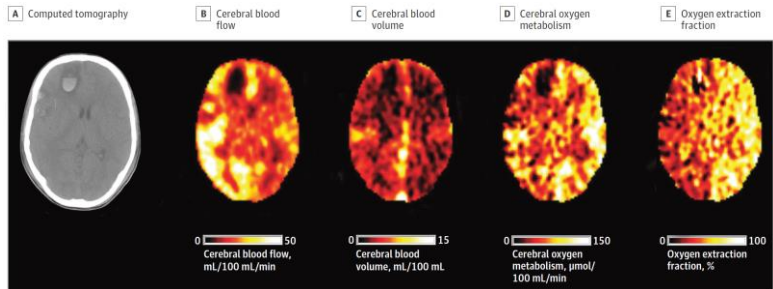 A Computed tomography
B Cerebral blood
flow
C Cerebral blood
volume
D Cerebral oxygen
metabolism
E Oxygen extraction
fraction
0 50
Cerebral blood flow,
mL/100 mL/min
0 15
Cerebral blood
volume, mL/100 mL
0 150
Cerebral oxygen
metabolism, μmol/
100 mL/min
0 100
Oxygen extraction
fraction, %